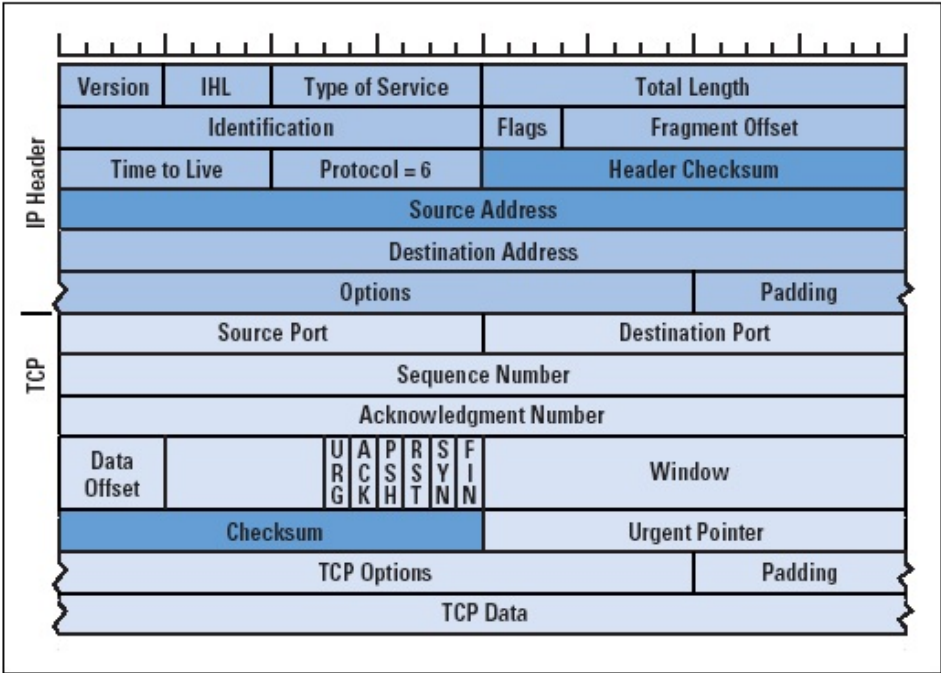 Version IHL Type of Service Total Length
Identification Flags Fragment Offset
Time to Live Protocol = 6 Header Checksum
Source Address
Destination Address
Options Padding
IP Header
Source Port Destination Port
Sequence Number
Acknowledgment Number
Data Offset URG ACK PSH RST SYN FIN Window
Checksum Urgent Pointer
TCP Options Padding
TCP Data
TCP